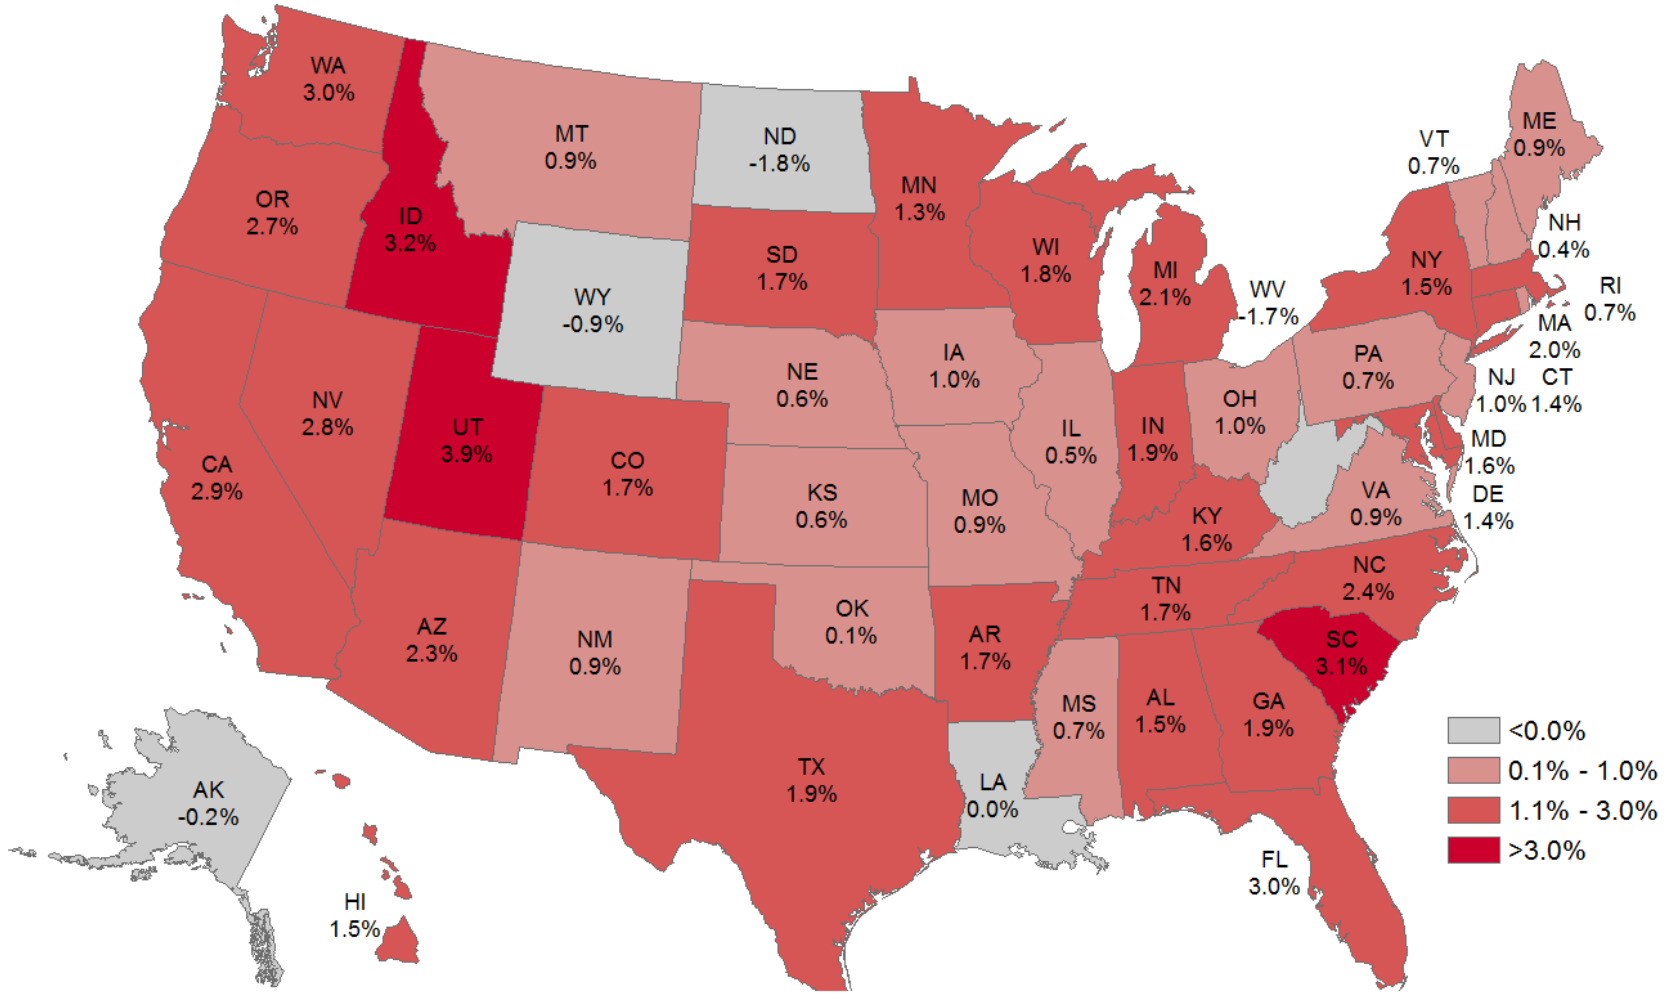 WA
3.0%
MT
0.9%
ND
-1.8%
MN
1.3%
VT
0.7%
ME
0.9%
OR
2.7%
ID
3.2%
SD
1.7%
WI
1.8%
MI
2.1%
NH
0.4%
NY
1.5%
WY
-0.9%
WV
-1.7%
RI
0.7%
MA
2.0%
IA
1.0%
PA
0.7%
NE
0.6%
NJ
1.0%
CT
1.4%
NV
2.8%
UT
3.9%
OH
1.0%
IL
0.5%
IN
1.9%
MD
1.6%
CA
2.9%
CO
1.7%
KS
0.6%
MO
0.9%
VA
0.9%
DE
1.4%
KY
1.6%
NC
2.4%
TN
1.7%
AZ
2.3%
NM
0.9%
OK
0.1%
AR
1.7%
SC
3.1%
MS
0.7%
AL
1.5%
GA
1.9%
TX
1.9%
LA
0.0%
AK
-0.2%
FL
3.0%
HI
1.5%
<0.0%
0.1% - 1.0%
1.1% - 3.0%
>3.0%